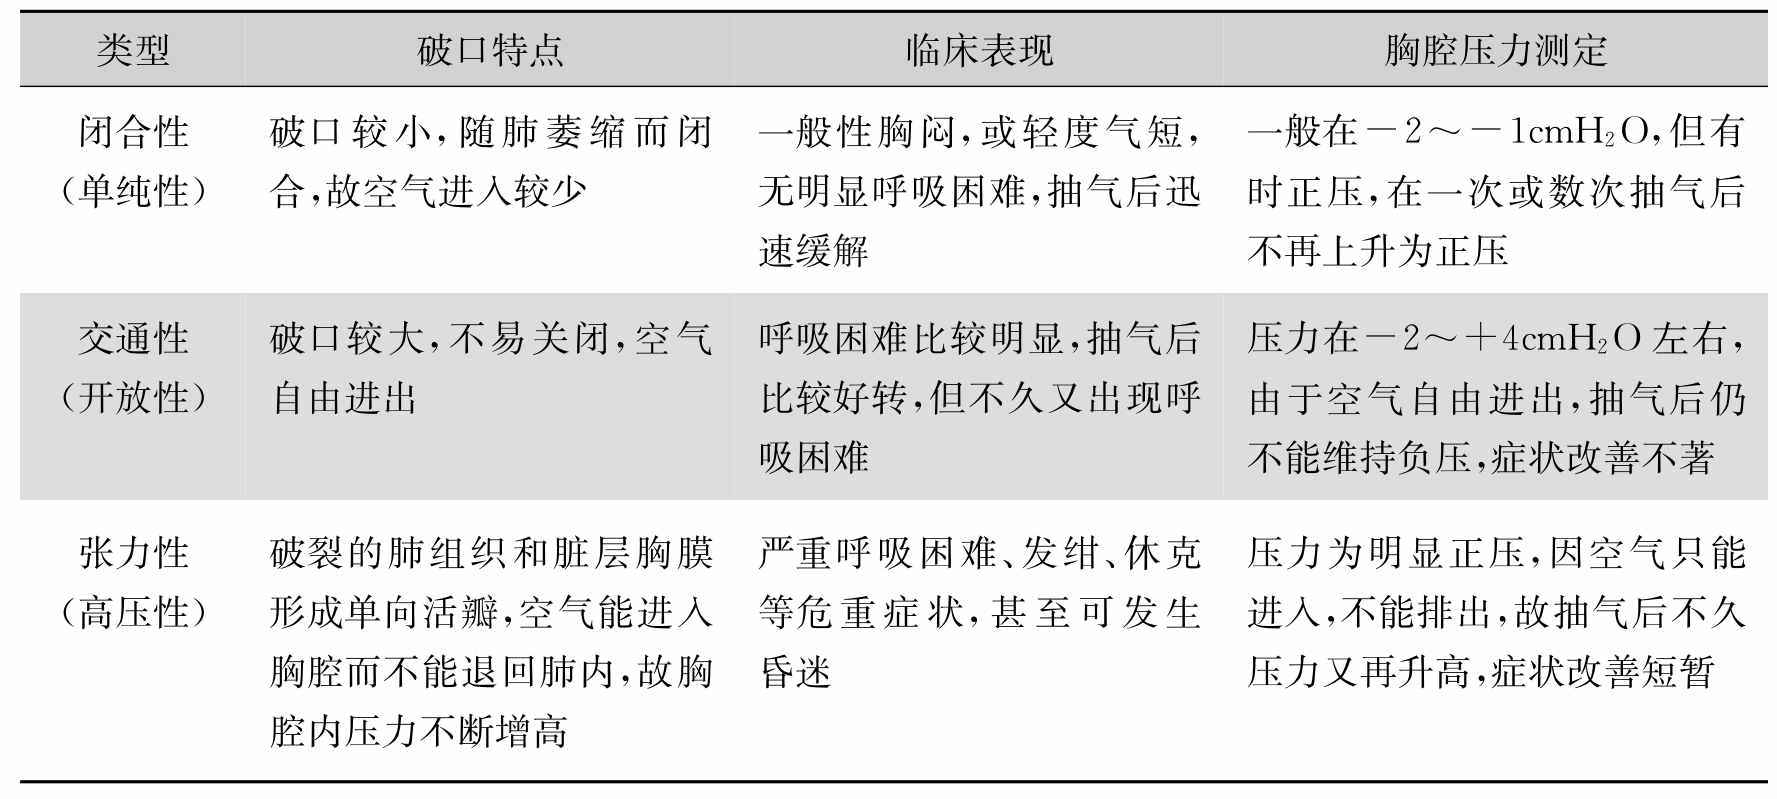 类型 破口特点 临床表现 胸腔压力测定
闭合性
（单纯性）
破口较小，随肺萎缩而闭
合，故空气进入较少
一般性胸闷，或轻度气短，
无明显呼吸困难，抽气后迅
速缓解
一般在－2～－1cmH₂O，但有
时正压，在一次或数次抽气后
不再上升为正压
交通性
（开放性）
破口较大，不易关闭，空气
自由进出
呼吸困难比较明显，抽气后
比较好转，但不久又出现呼
吸困难
压力在－2～＋4cmH₂O 左右，
由于空气自由进出，抽气后仍
不能维持负压，症状改善不著
张力性
（高压性）
破裂的肺组织和脏层胸膜
形成单向活瓣，空气能进入
胸腔而不能退回肺内，故胸
腔内压力不断增高
严重呼吸困难、发绀、休克
等危重症状，甚至可发生
昏迷
压力为明显正压，因空气只能
进入，不能排出，故抽气后不久
压力又再升高，症状改善短暂